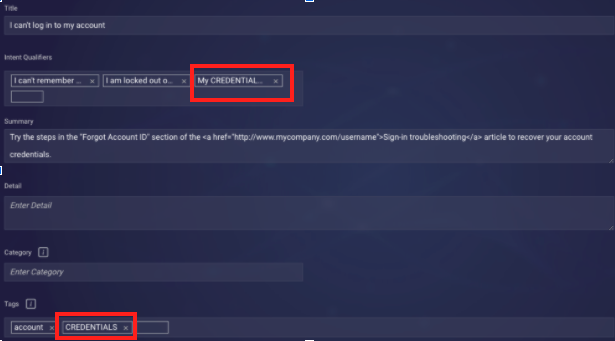 Title
I can't log in to my account
Intent Qualifiers
I can't remember ... × I am locked out o... × My CREDENTIAL... ×
Summary
Try the steps in the "Forgot Account ID" section of the <a href="http://www.mycompany.com/username">Sign-in troubleshooting</a> article to recover your account
credentials.
Detail
Enter Detail
Category i
Enter Category
Tags i
account × CREDENTIALS ×